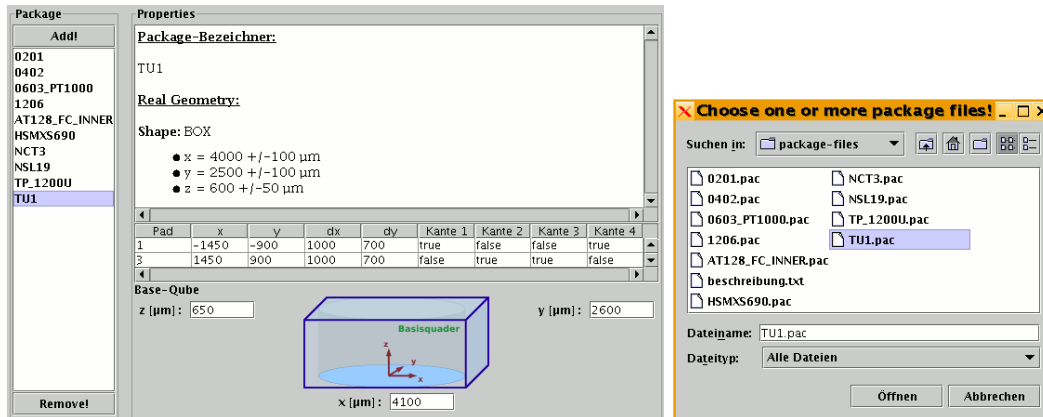 Package
Add!
0201
0402
0603_PT1000
1206
AT128_FC_INNER
HSMXS690
NCT3
NSL19
TP_1200U
TU1
Remove!
Properties
Package-Bezeichner:
TU1
Real Geometry:
Shape: BOX
x = 4000 +/-100 µm
y = 2500 +/-100 µm
z = 600 +/-50 µm
Pad x y dx dy Kante 1 Kante 2 Kante 3 Kante 4
1 -1450 -900 1000 700 true false false true
3 1450 900 1000 700 false true true false
Base-Qube
z [µm]: 650
y [µm]: 2600
Basisquader
z
y
x
x [µm]: 4100
Choose one or more package files!
Suchen in: package-files
0201.pac
0402.pac
0603_PT1000.pac
1206.pac
AT128_FC_INNER.pac
beschreibung.txt
HSMXS690.pac
NCT3.pac
NSL19.pac
TP_1200U.pac
TU1.pac
Dateiname: TU1.pac
Dateityp: Alle Dateien
Öffnen Abbrechen